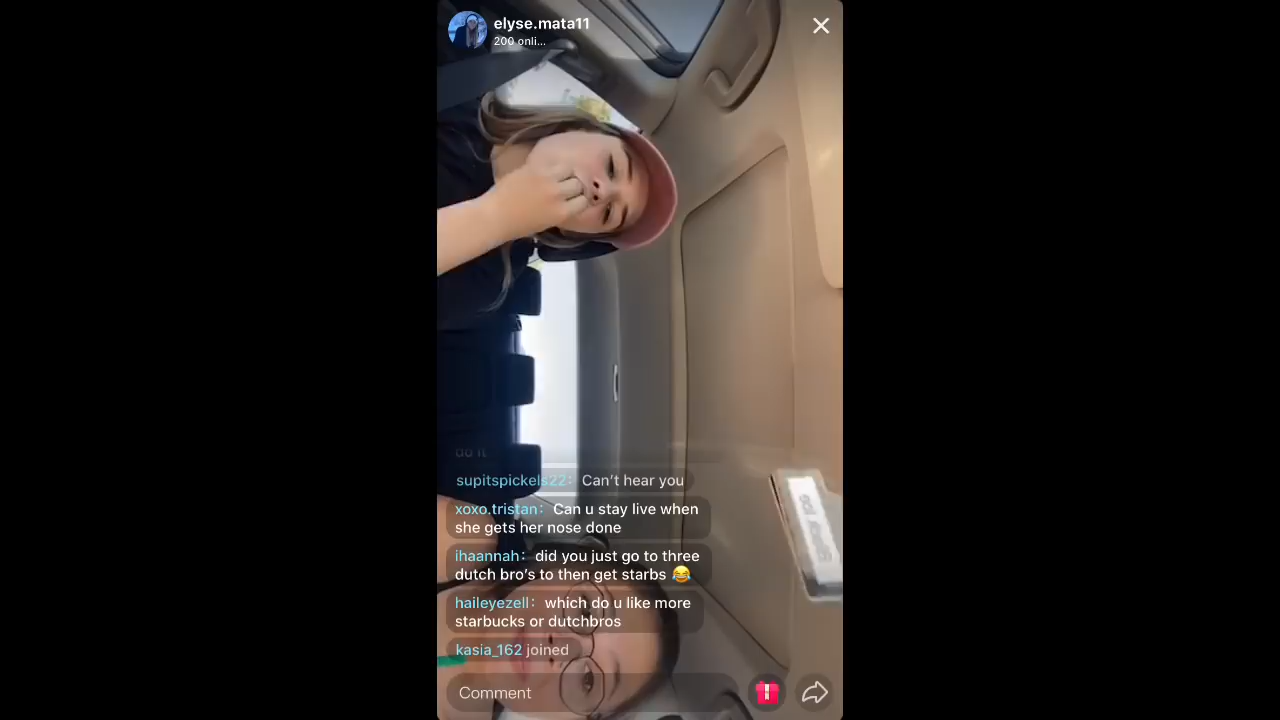 elyse.mata11
200 onli...
do it
supitspickels22: Can't hear you
xoxo.tristan: Can u stay live when
she gets her nose done
ihaannah: did you just go to three
dutch bro's to then get starbs 😂
haileyezell: which do u like more
starbucks or dutchbros
kasia_162 joined
Comment